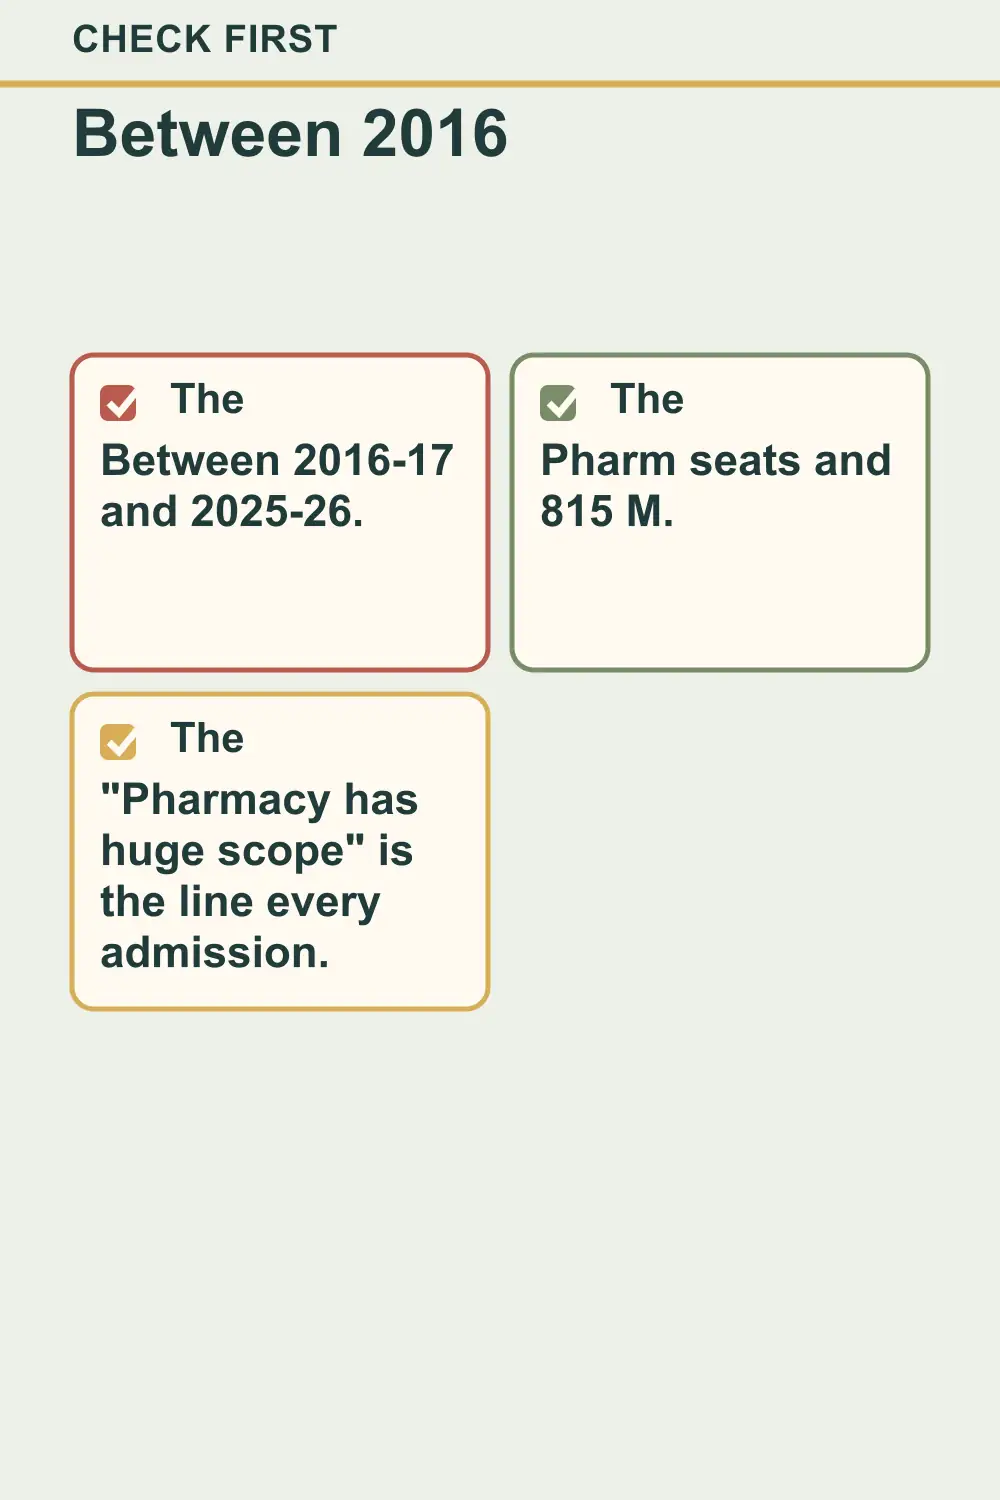 CHECK FIRST
Between 2016
The
Between 2016-17
and 2025-26.
The
Pharm seats and
815 M.
The
"Pharmacy has
huge scope" is
the line every
admission.